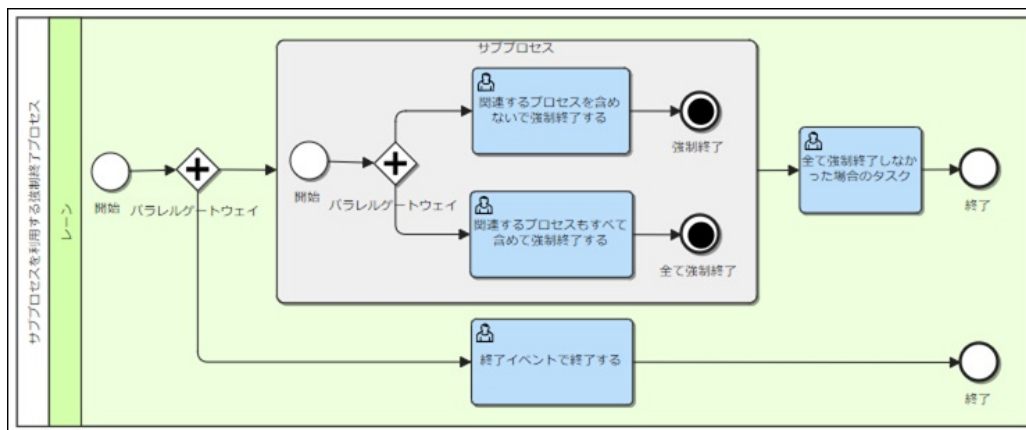 サブプロセスを利用する強制終了プロセス
レーン
開始
パラレルゲートウェイ
サブプロセス
開始
パラレルゲートウェイ
関連するプロセスを含め
ないで強制終了する
強制終了
関連するプロセスもすべて
含めて強制終了する
全て強制終了
全て強制終了しなか
った場合のタスク
終了
終了イベントで終了する
終了